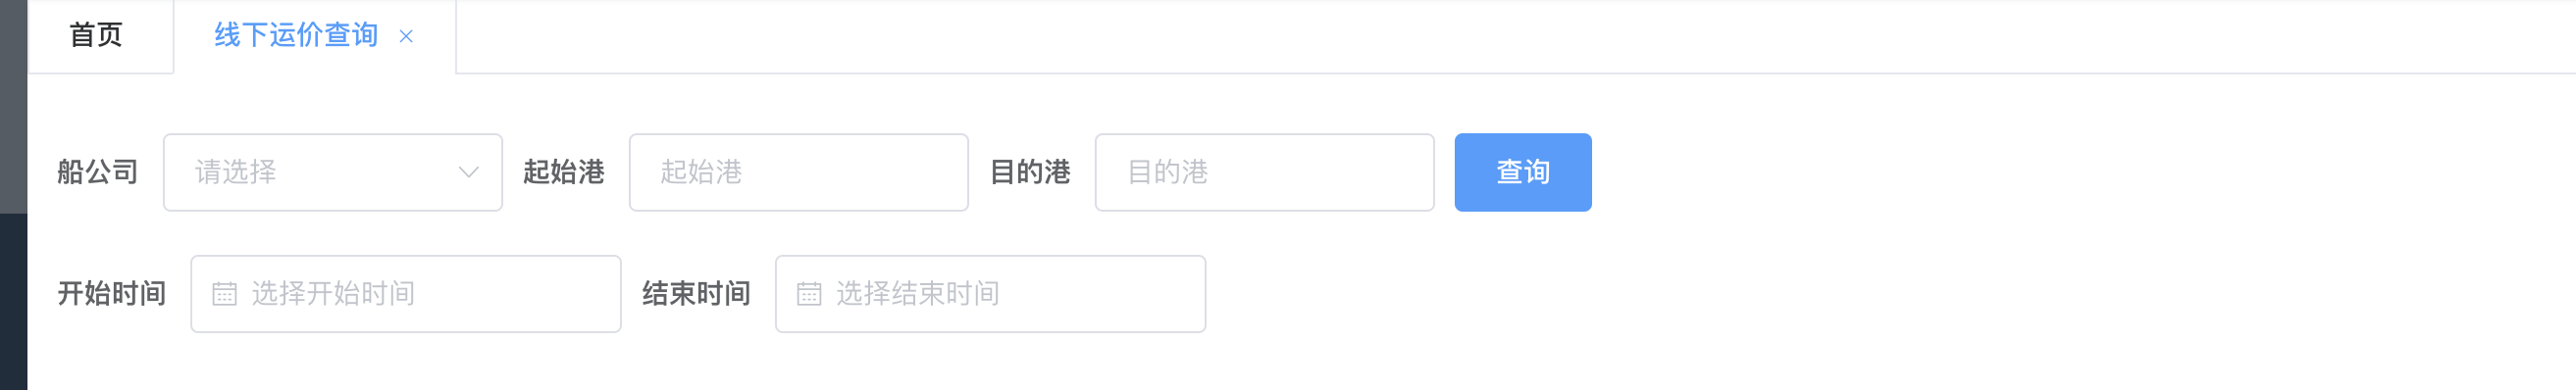 首页 线下运价查询
船公司 请选择 起始港 起始港 目的港 目的港 查询
开始时间 选择开始时间 结束时间 选择结束时间